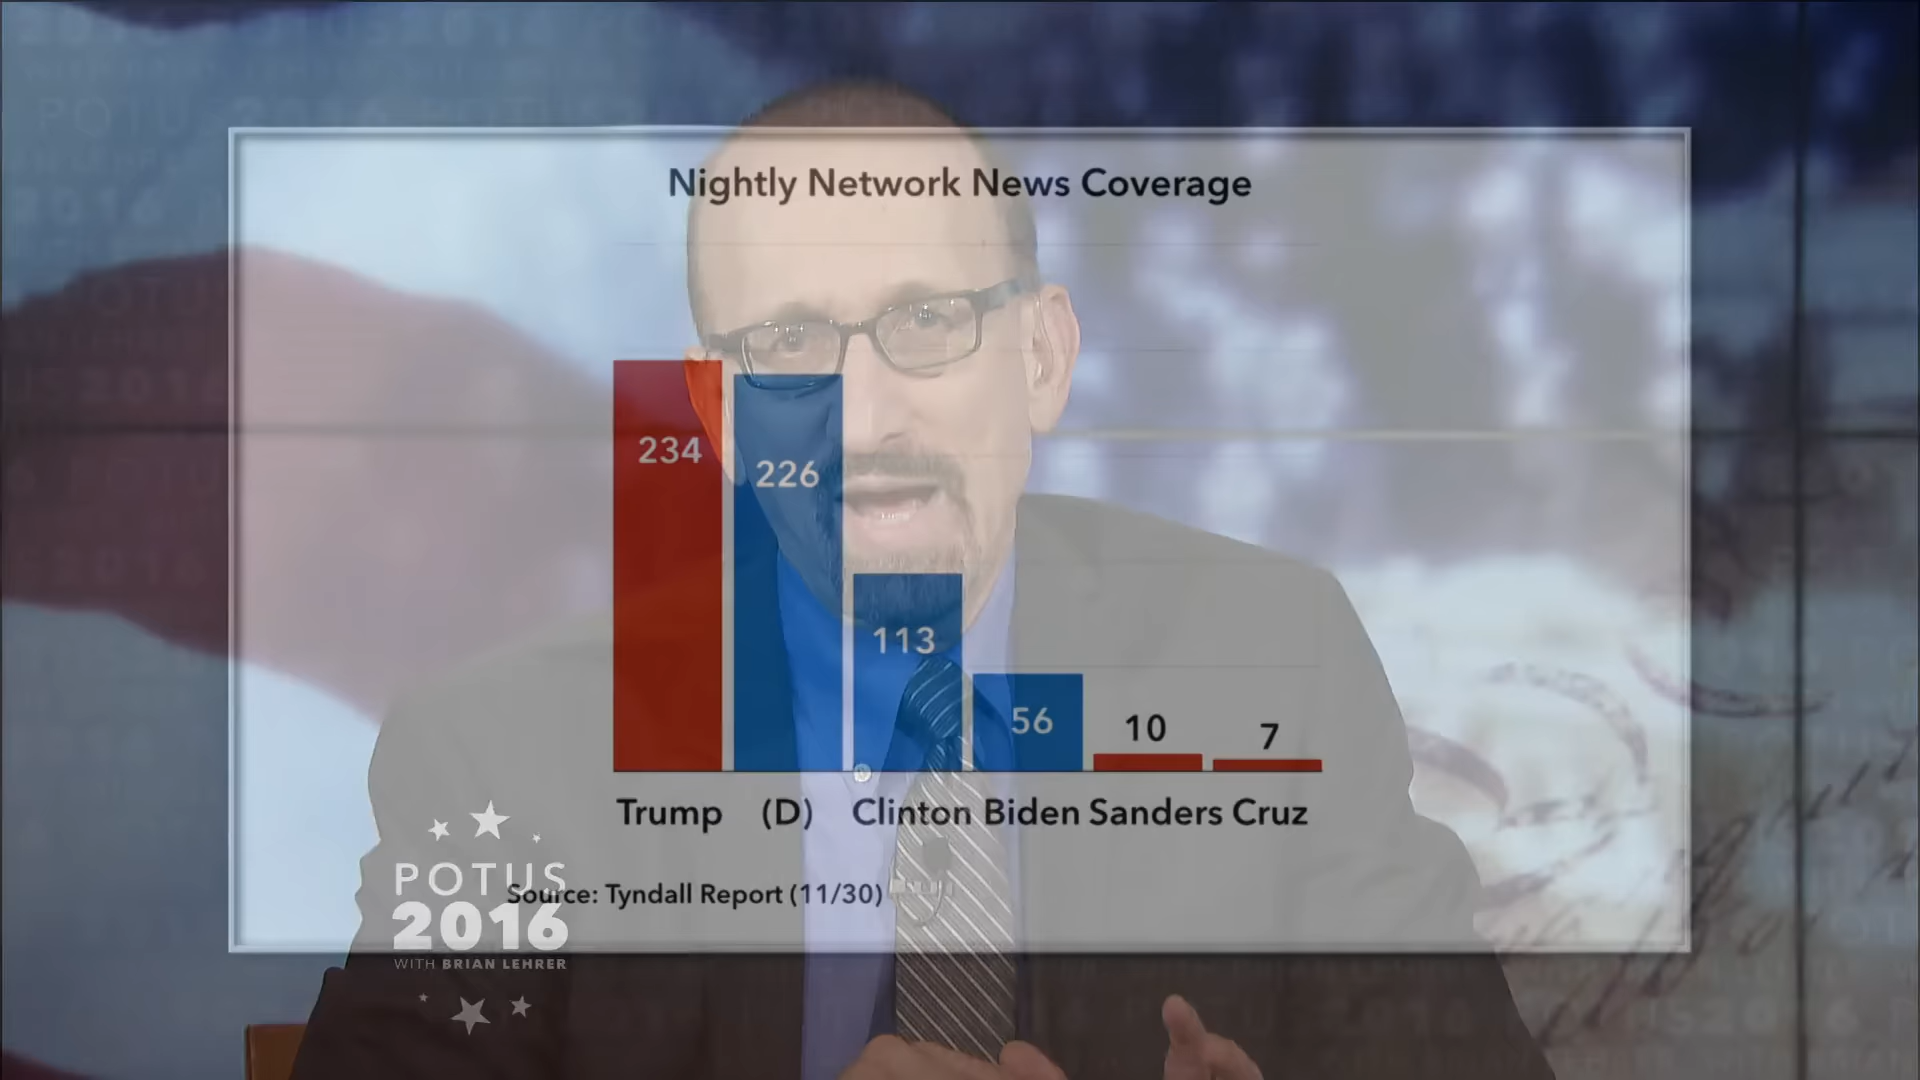 Nightly Network News Coverage
234
226
113
56
10
7
Trump (D) Clinton Biden Sanders Cruz
Source: Tyndall Report (11/30)
POTUS
2016
WITH BRIAN LEHRER